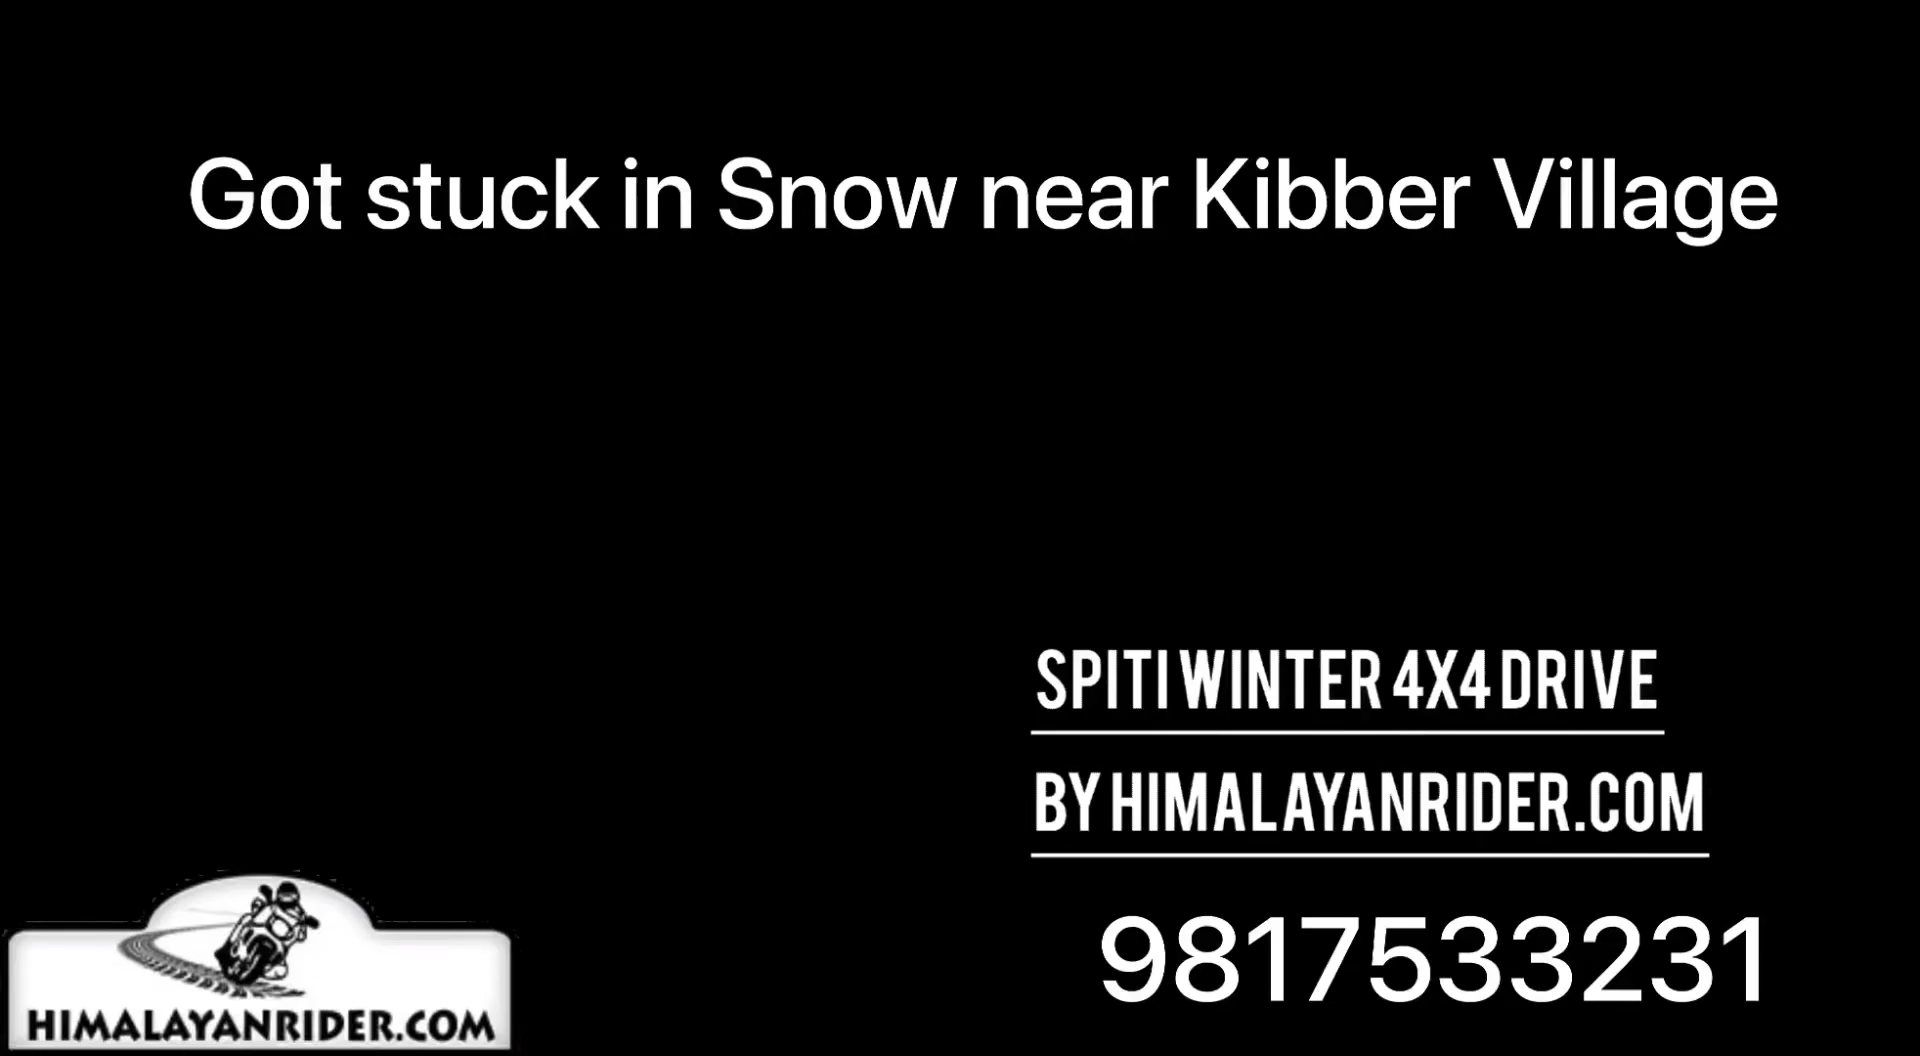 Got stuck in Snow near Kibber Village
SPITI WINTER 4X4 DRIVE
BY HIMALAYANRIDER.COM
9817533231
HIMALAYANRIDER.COM